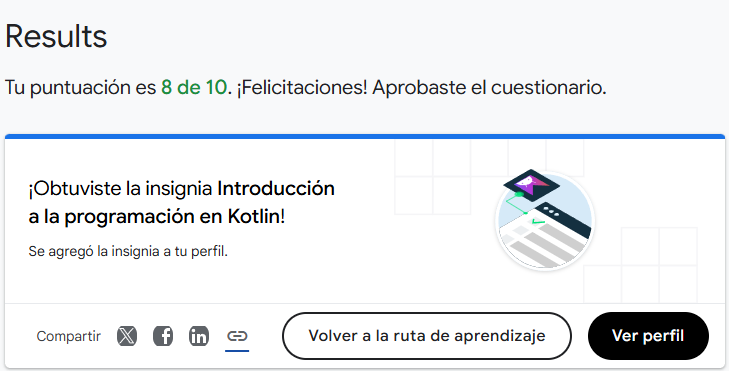 Results
Tu puntuación es 8 de 10. ¡Felicitaciones! Aprobaste el cuestionario.
¡Obtuviste la insignia Introducción
a la programación en Kotlin!
Se agregó la insignia a tu perfil.
Compartir
Volver a la ruta de aprendizaje
Ver perfil